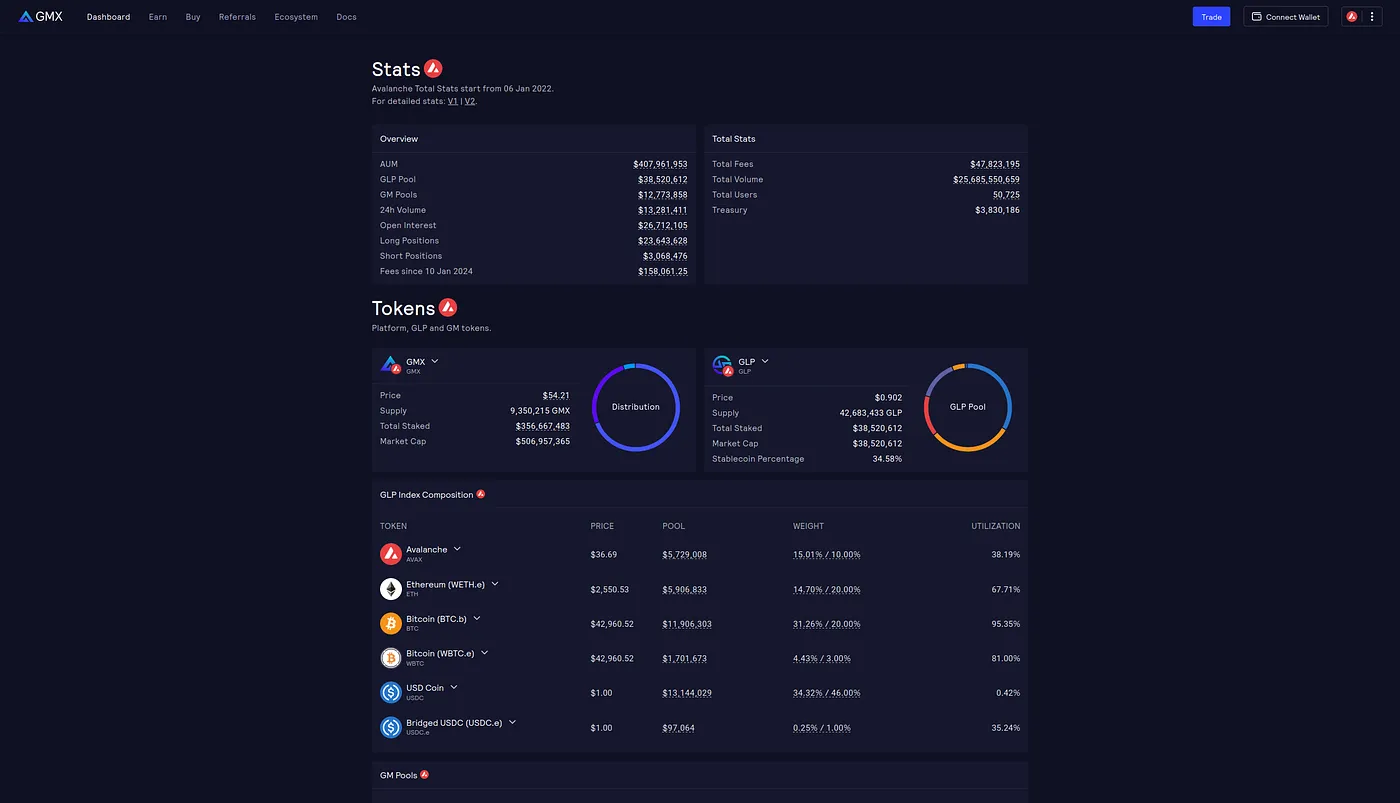 GMX Dashboard Earn Buy Referrals Ecosystem Docs Trade Connect Wallet
Stats
Avalanche Total Stats start from 06 Jan 2022.
For detailed stats: V1 | V2.
Overview
AUM $407,961,953
GLP Pool $38,520,612
GM Pools $12,773,858
24h Volume $13,281,411
Open Interest $26,712,105
Long Positions $23,643,628
Short Positions $3,068,476
Fees since 10 Jan 2024 $158,061.25
Total Stats
Total Fees $47,823,195
Total Volume $25,685,550,659
Total Users 50,725
Treasury $3,830,186
Tokens
Platform, GLP and GM tokens.
GMX
GMX
Price $54.21
Supply 9,350,215 GMX
Total Staked $356,667,483
Market Cap $506,957,365
Distribution
GLP
GLP
Price $0.902
Supply 42,683,433 GLP
Total Staked $38,520,612
Market Cap $38,520,612
Stablecoin Percentage 34.58%
GLP Pool
GLP Index Composition
TOKEN PRICE POOL WEIGHT UTILIZATION
Avalanche
AVAX
$36.69 $5,729,008 15.01% / 10.00% 38.19%
Ethereum (WETH.e)
ETH
$2,550.53 $5,906,833 14.70% / 20.00% 67.71%
Bitcoin (BTC.b)
BTC
$42,960.52 $11,906,303 31.26% / 20.00% 95.35%
Bitcoin (WBTC.e)
WBTC
$42,960.52 $1,701,673 4.43% / 3.00% 81.00%
USD Coin
USDC
$1.00 $13,144,029 34.32% / 46.00% 0.42%
Bridged USDC (USDC.e)
USDC.e
$1.00 $97,064 0.25% / 1.00% 35.24%
GM Pools